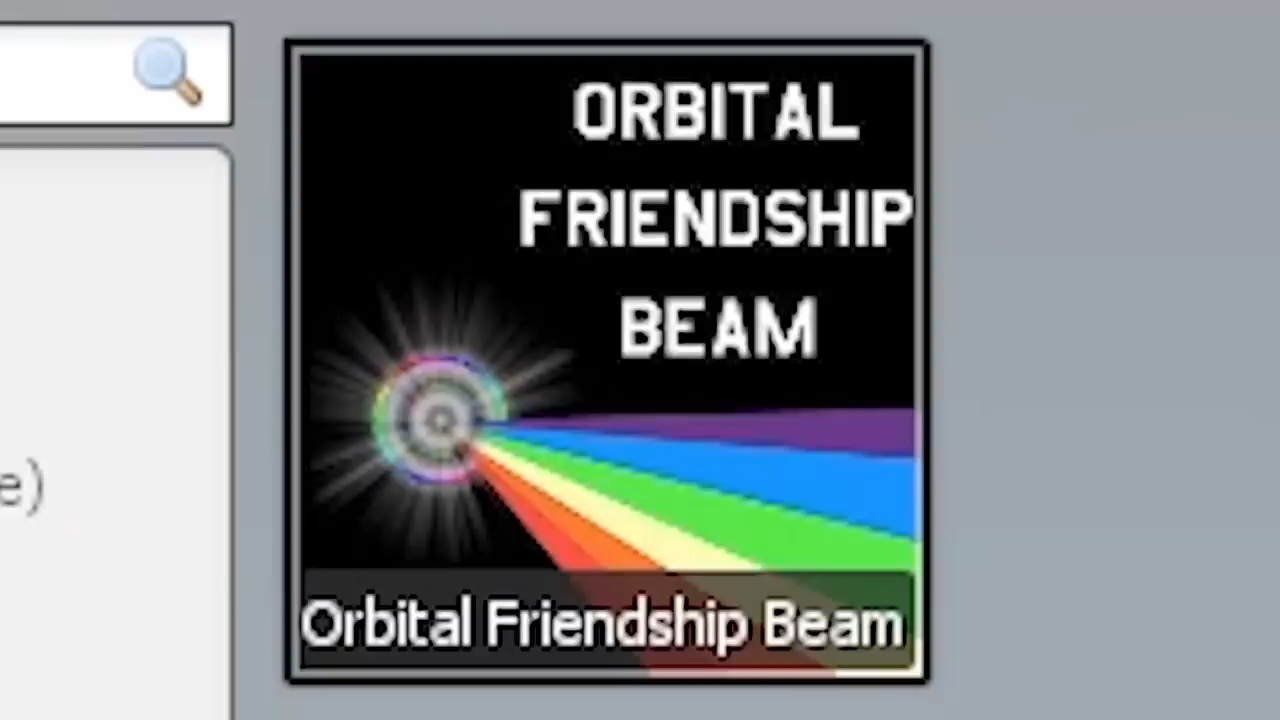 ORBITAL
FRIENDSHIP
BEAM
e)
Orbital Friendship Beam